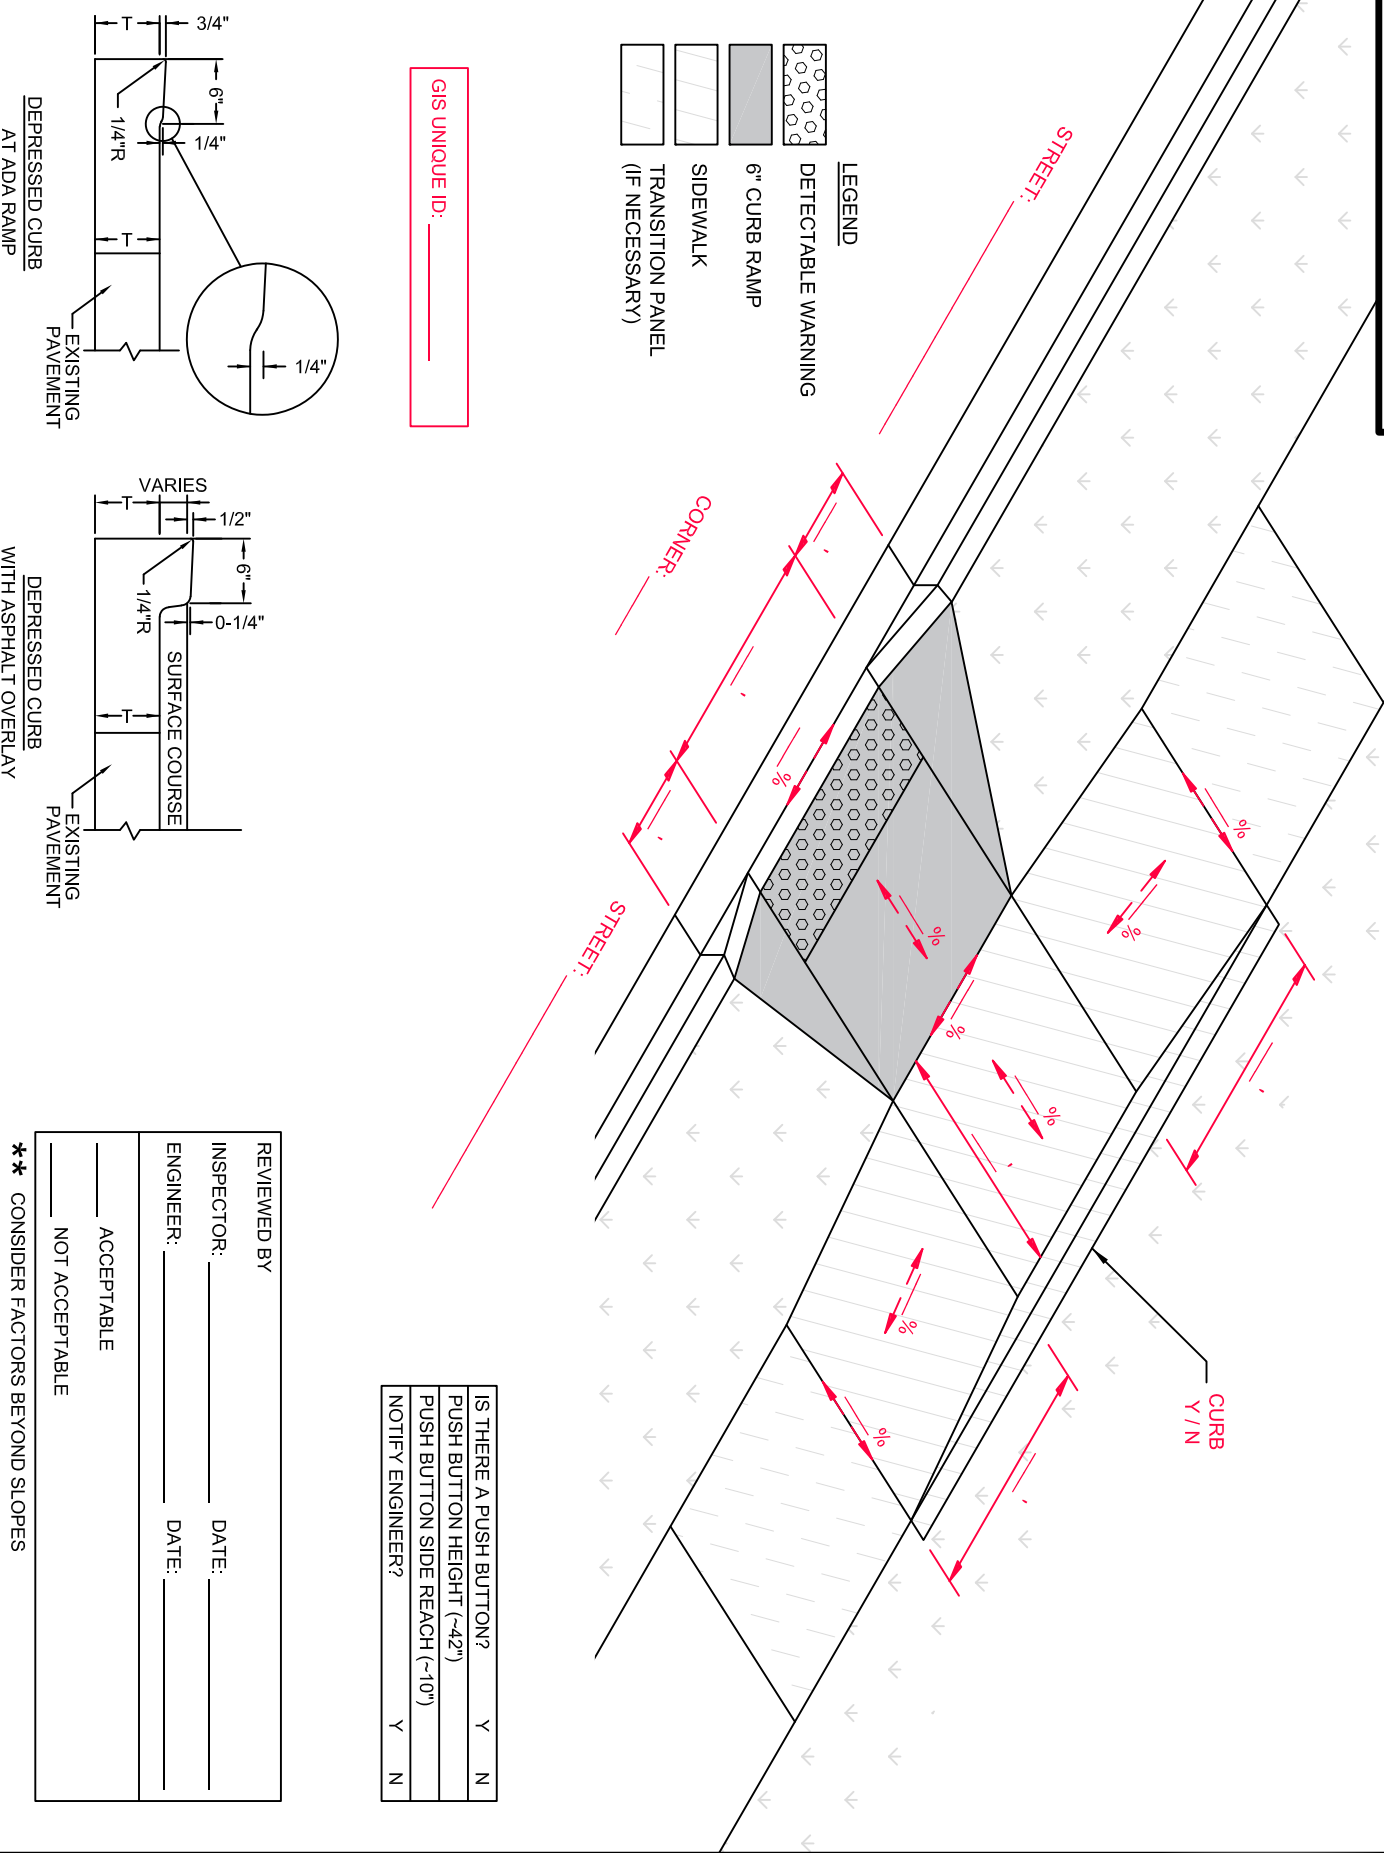 LEGEND
DETECTABLE WARNING
6" CURB RAMP
SIDEWALK
TRANSITION PANEL
(IF NECESSARY)
STREET:
CORNER:
STREET:
%
%
%
%
%
%
%
%
'
'
'
'
'
'
CURB
Y / N
GIS UNIQUE ID:
3/4"
T
6"
1/4"
1/4"R
T
1/4"
EXISTING
PAVEMENT
DEPRESSED CURB
AT ADA RAMP
VARIES
T
1/2"
6"
0-1/4"
1/4"R
SURFACE COURSE
T
EXISTING
PAVEMENT
DEPRESSED CURB
WITH ASPHALT OVERLAY
IS THERE A PUSH BUTTON? Y N
PUSH BUTTON HEIGHT (~42")
PUSH BUTTON SIDE REACH (~10")
NOTIFY ENGINEER? Y N
REVIEWED BY
INSPECTOR: DATE:
ENGINEER: DATE:
ACCEPTABLE
NOT ACCEPTABLE
** CONSIDER FACTORS BEYOND SLOPES